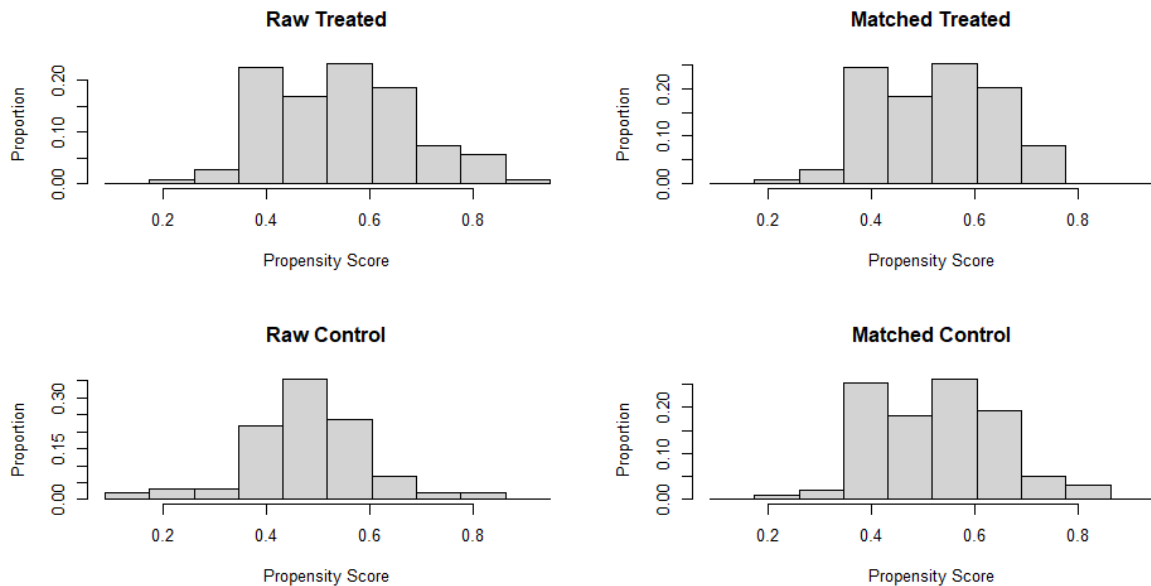 Raw Treated
Proportion
0.00 0.10 0.20
0.2 0.4 0.6 0.8
Propensity Score
Matched Treated
Proportion
0.00 0.10 0.20
0.2 0.4 0.6 0.8
Propensity Score
Raw Control
Proportion
0.00 0.15 0.30
0.2 0.4 0.6 0.8
Propensity Score
Matched Control
Proportion
0.00 0.10 0.20
0.2 0.4 0.6 0.8
Propensity Score